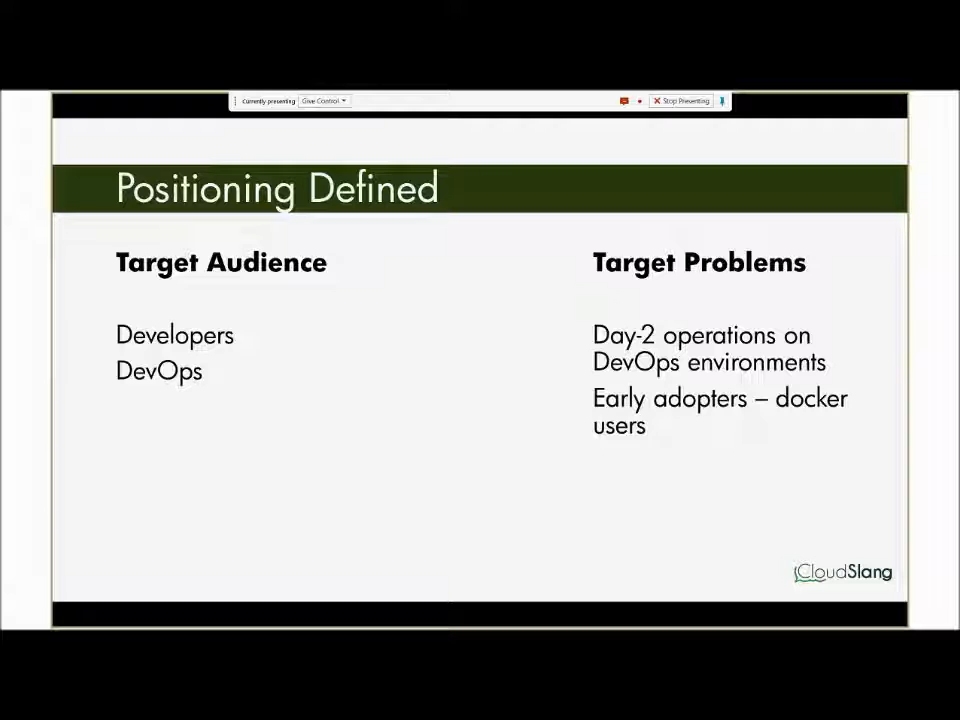 Currently presenting Give Control Stop Presenting
Positioning Defined
Target Audience
Developers
DevOps
Target Problems
Day-2 operations on
DevOps environments
Early adopters – docker
users
CloudSlang